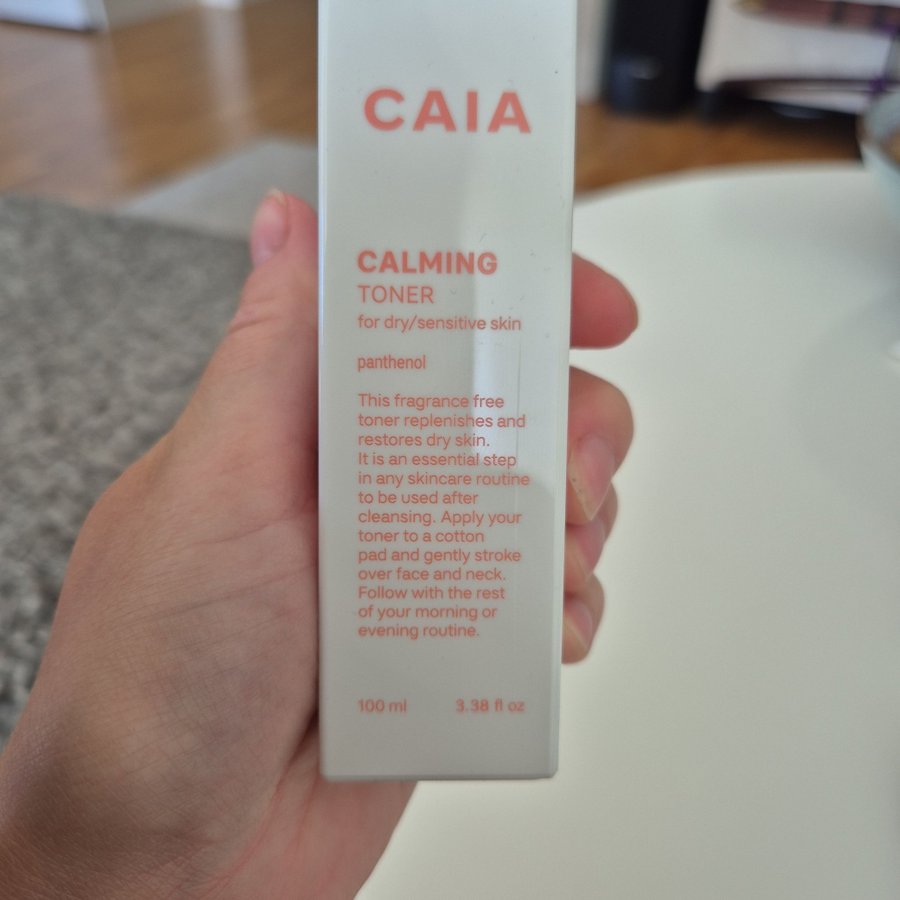 CAIA
CALMING
TONER
for dry/sensitive skin
panthenol
This fragrance free
toner replenishes and
restores dry skin.
It is an essential step
in any skincare routine
to be used after
cleansing. Apply your
toner to a cotton
pad and gently stroke
over face and neck.
Follow with the rest
of your morning or
evening routine.
100 ml 3.38 fl oz